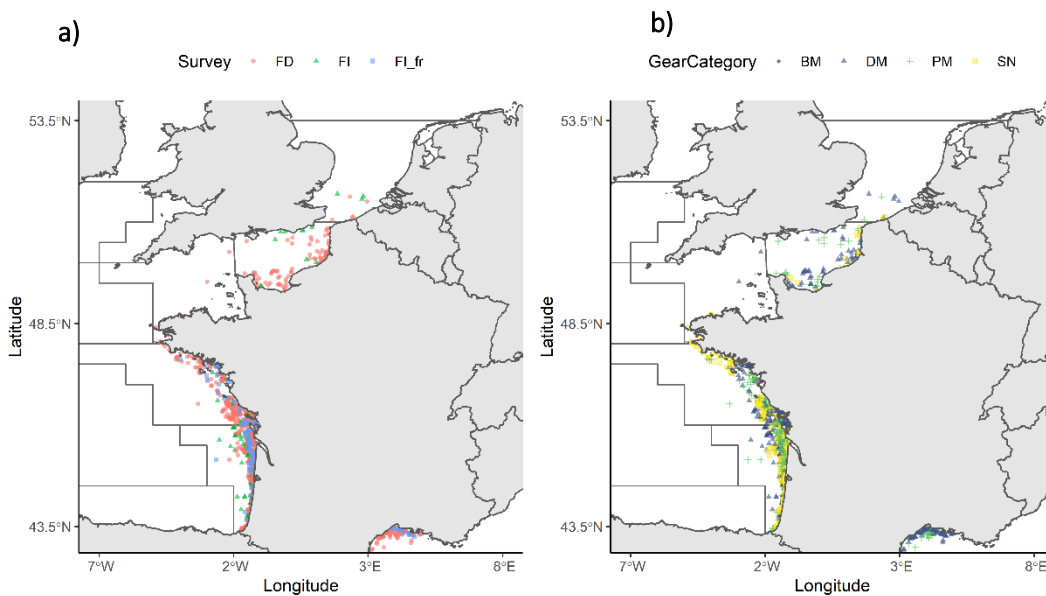 a)
Survey FD FI FI_fr
53.5°N
48.5°N
43.5°N
Latitude
7°W 2°W 3°E 8°E
Longitude
b)
GearCategory BM DM PM SN
53.5°N
48.5°N
43.5°N
Latitude
7°W 2°W 3°E 8°E
Longitude